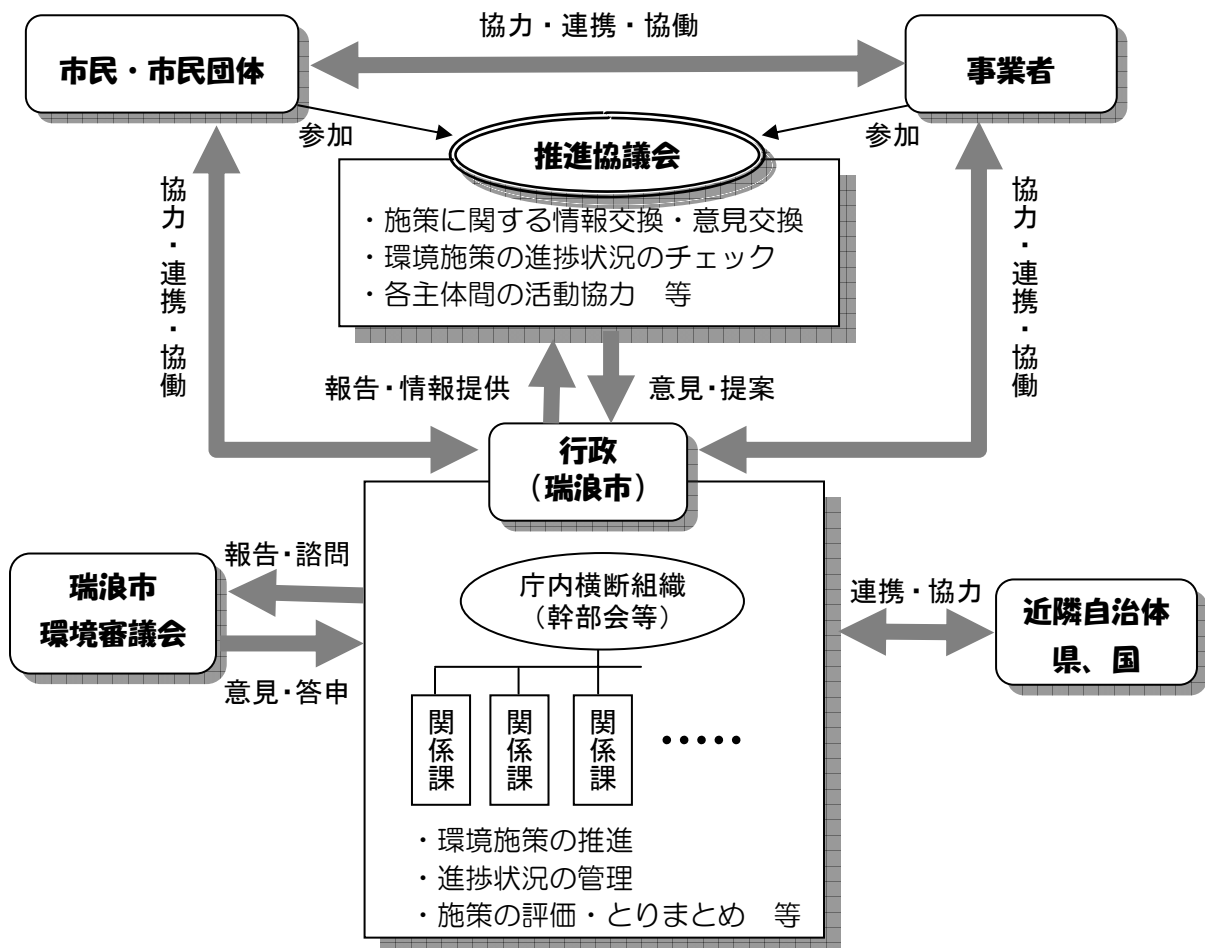 協力・連携・協働
市民・市民団体
事業者
参加
参加
推進協議会
・施策に関する情報交換・意見交換
・環境施策の進捗状況のチェック
・各主体間の活動協力　等
協力・連携・協働
協力・連携・協働
報告・情報提供
意見・提案
行政
（瑞浪市）
報告・諮問
瑞浪市
環境審議会
意見・答申
庁内横断組織
（幹部会等）
連携・協力
近隣自治体
県、国
関係課
関係課
関係課
・・・・・
・環境施策の推進
・進捗状況の管理
・施策の評価・とりまとめ　等